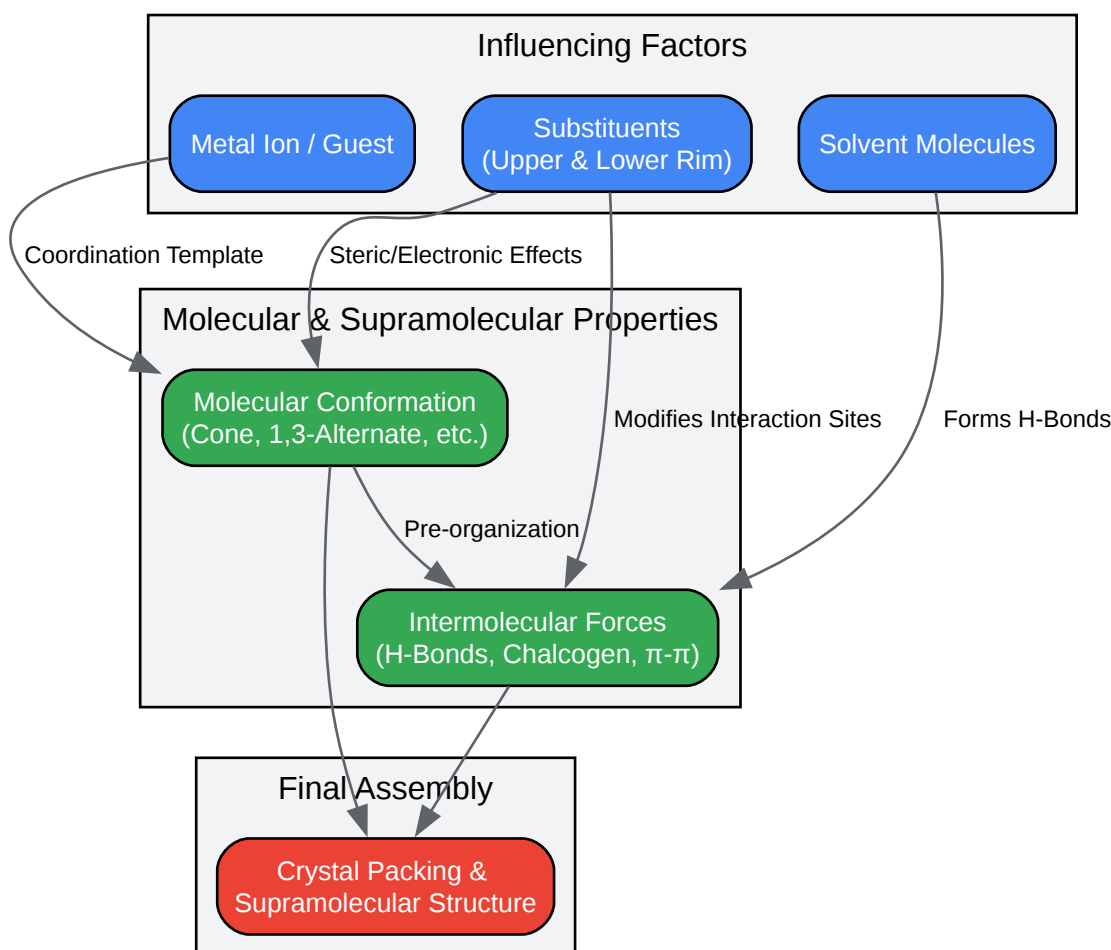 Influencing Factors
Metal Ion / Guest
Substituents
(Upper & Lower Rim)
Solvent Molecules
Coordination Template
Steric/Electronic Effects
Molecular & Supramolecular Properties
Molecular Conformation
(Cone, 1,3-Alternate, etc.)
Modifies Interaction Sites
Forms H-Bonds
Pre-organization
Intermolecular Forces
(H-Bonds, Chalcogen, π-π)
Final Assembly
Crystal Packing &
Supramolecular Structure